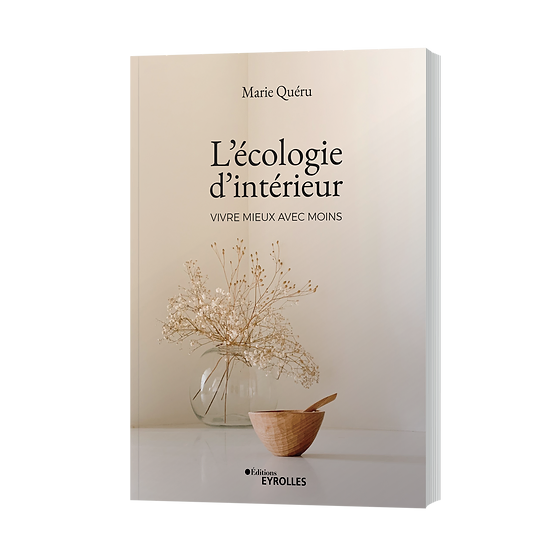 Marie Quéru
L'écologie
d'intérieur
VIVRE MIEUX AVEC MOINS
Éditions
EYROLLES